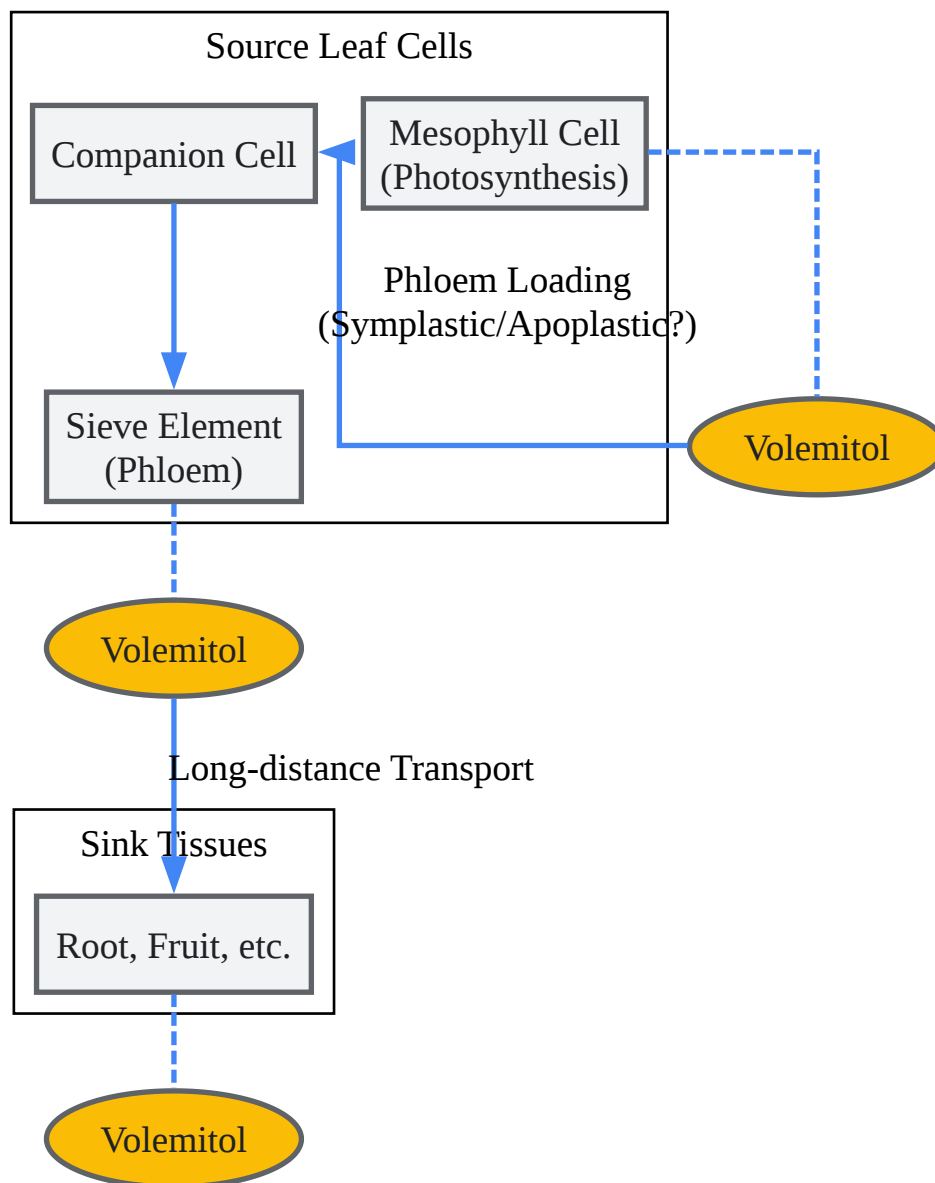 Source Leaf Cells
Companion Cell
Mesophyll Cell
(Photosynthesis)
Phloem Loading
(Symplastic/Apoplastic?)
Sieve Element
(Phloem)
Volemitol
Volemitol
Long-distance Transport
Sink Tissues
Root, Fruit, etc.
Volemitol